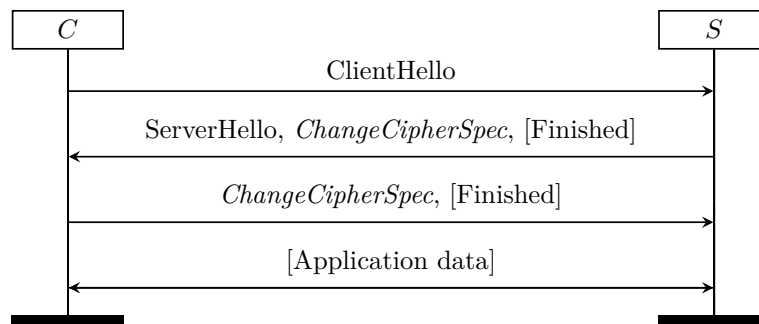 C S
ClientHello
ServerHello, ChangeCipherSpec, [Finished]
ChangeCipherSpec, [Finished]
[Application data]